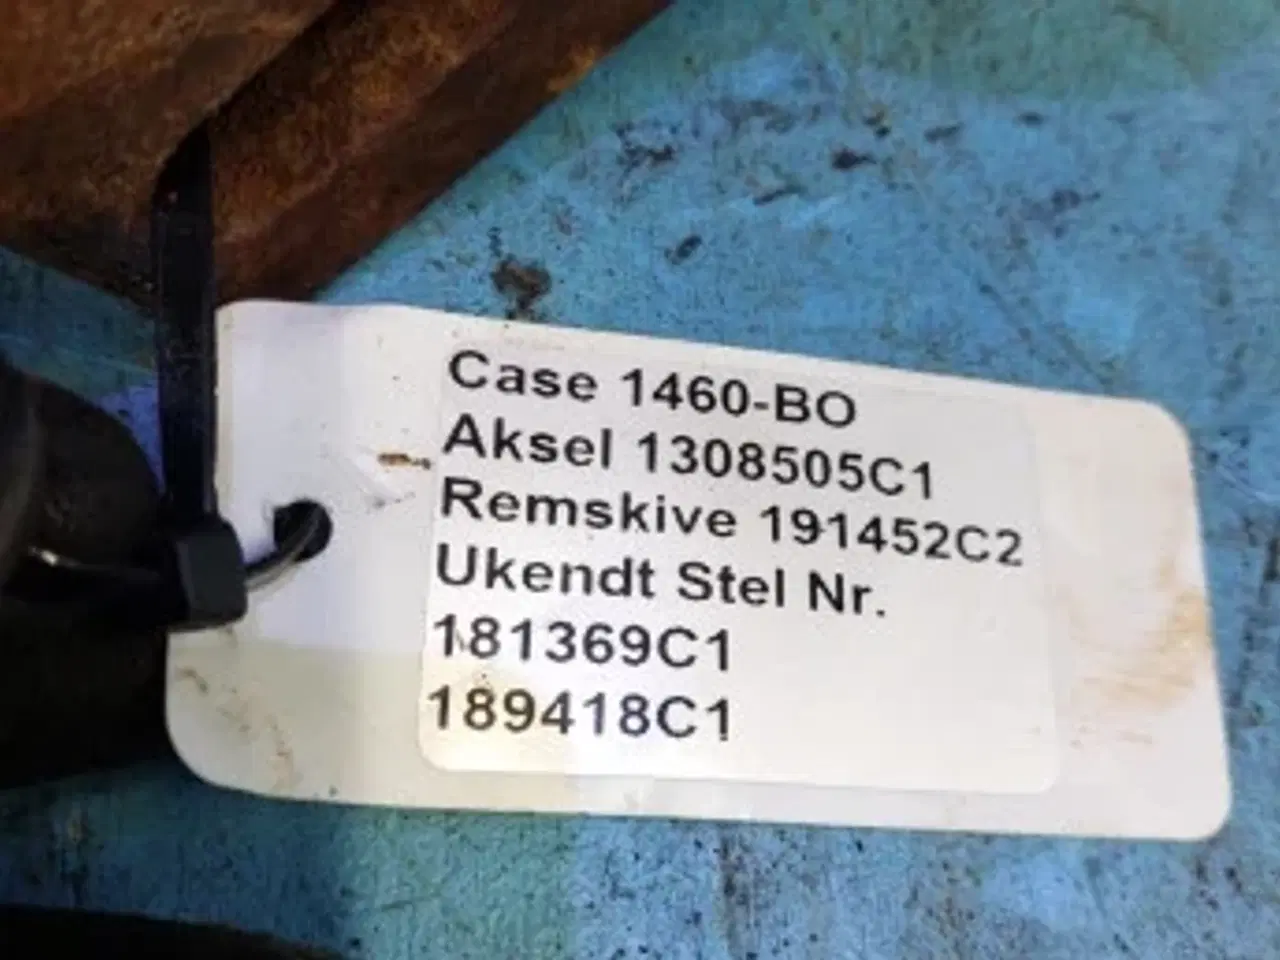 Case 1460-BO
Aksel 1308505C1
Remskive 191452C2
Ukendt Stel Nr.
181369C1
189418C1